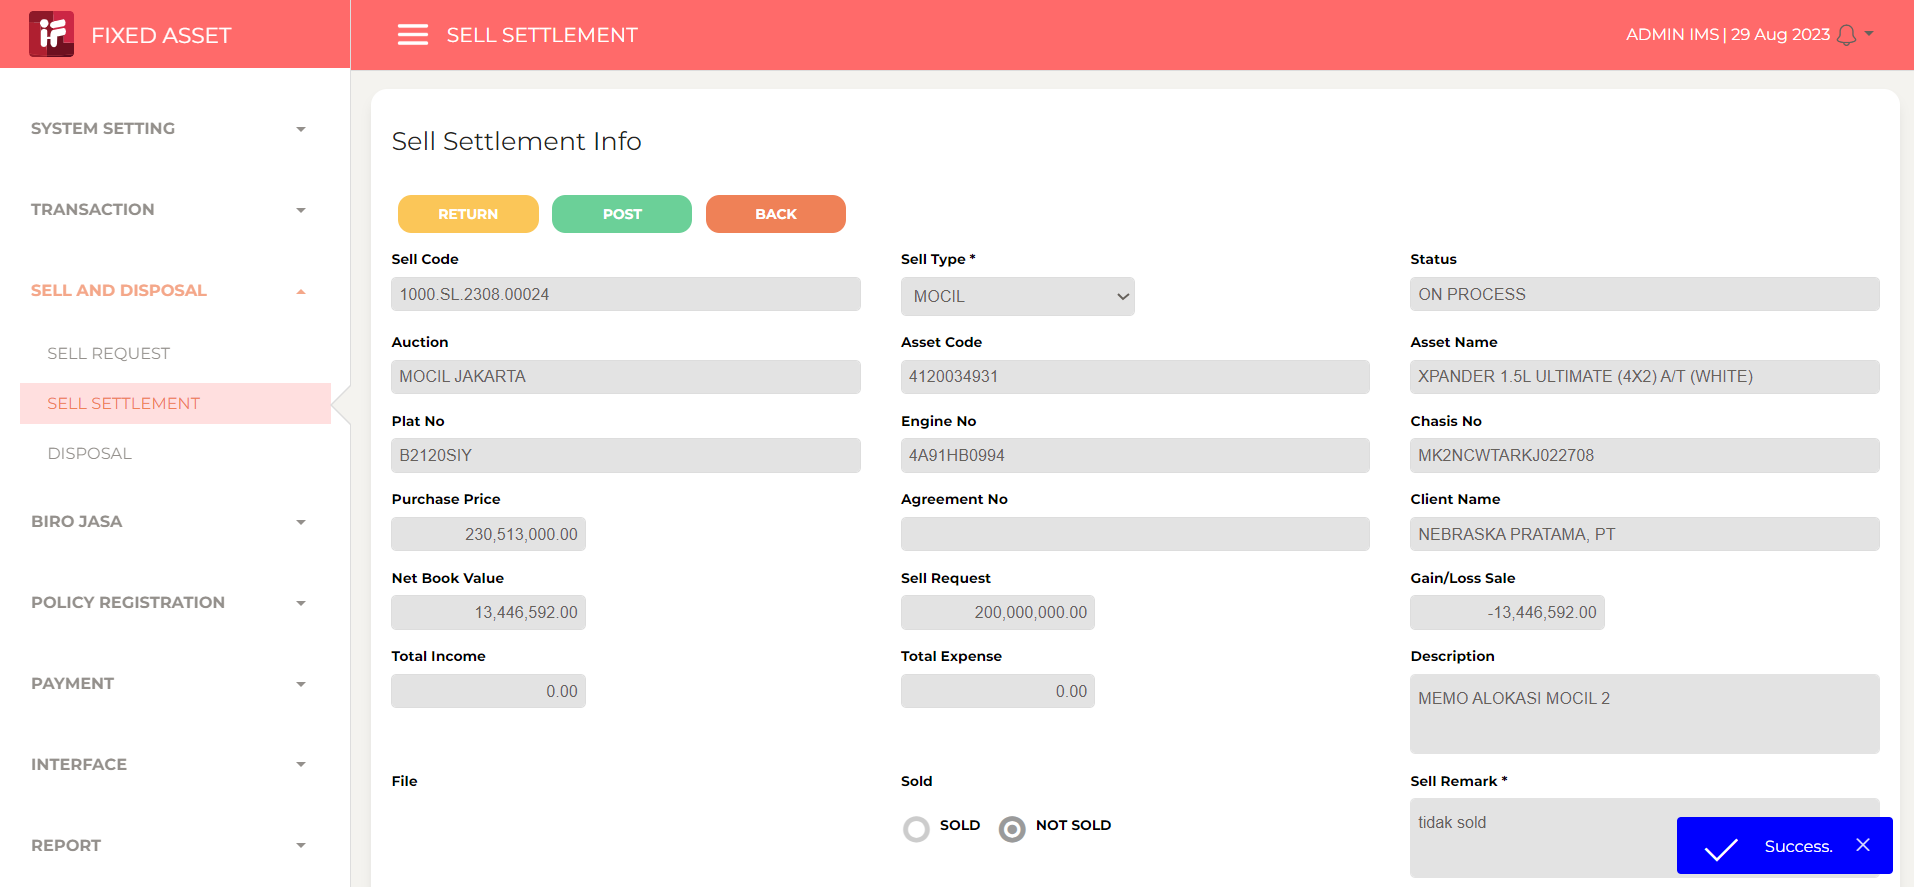 FIXED ASSET
SELL SETTLEMENT
ADMIN IMS | 29 Aug 2023
SYSTEM SETTING
TRANSACTION
SELL AND DISPOSAL
SELL REQUEST
SELL SETTLEMENT
DISPOSAL
BIRO JASA
POLICY REGISTRATION
PAYMENT
INTERFACE
REPORT
Sell Settlement Info
RETURN POST BACK
Sell Code
1000.SL.2308.00024
Sell Type *
MOCIL
Status
ON PROCESS
Auction
MOCIL JAKARTA
Asset Code
4120034931
Asset Name
XPANDER 1.5L ULTIMATE (4X2) A/T (WHITE)
Plat No
B2120SIY
Engine No
4A91HB0994
Chasis No
MK2NCWTARKJ022708
Purchase Price
230,513,000.00
Agreement No
Client Name
NEBRASKA PRATAMA, PT
Net Book Value
13,446,592.00
Sell Request
200,000,000.00
Gain/Loss Sale
-13,446,592.00
Total Income
0.00
Total Expense
0.00
Description
MEMO ALOKASI MOCIL 2
File
Sold
SOLD NOT SOLD
Sell Remark *
tidak sold
Success.